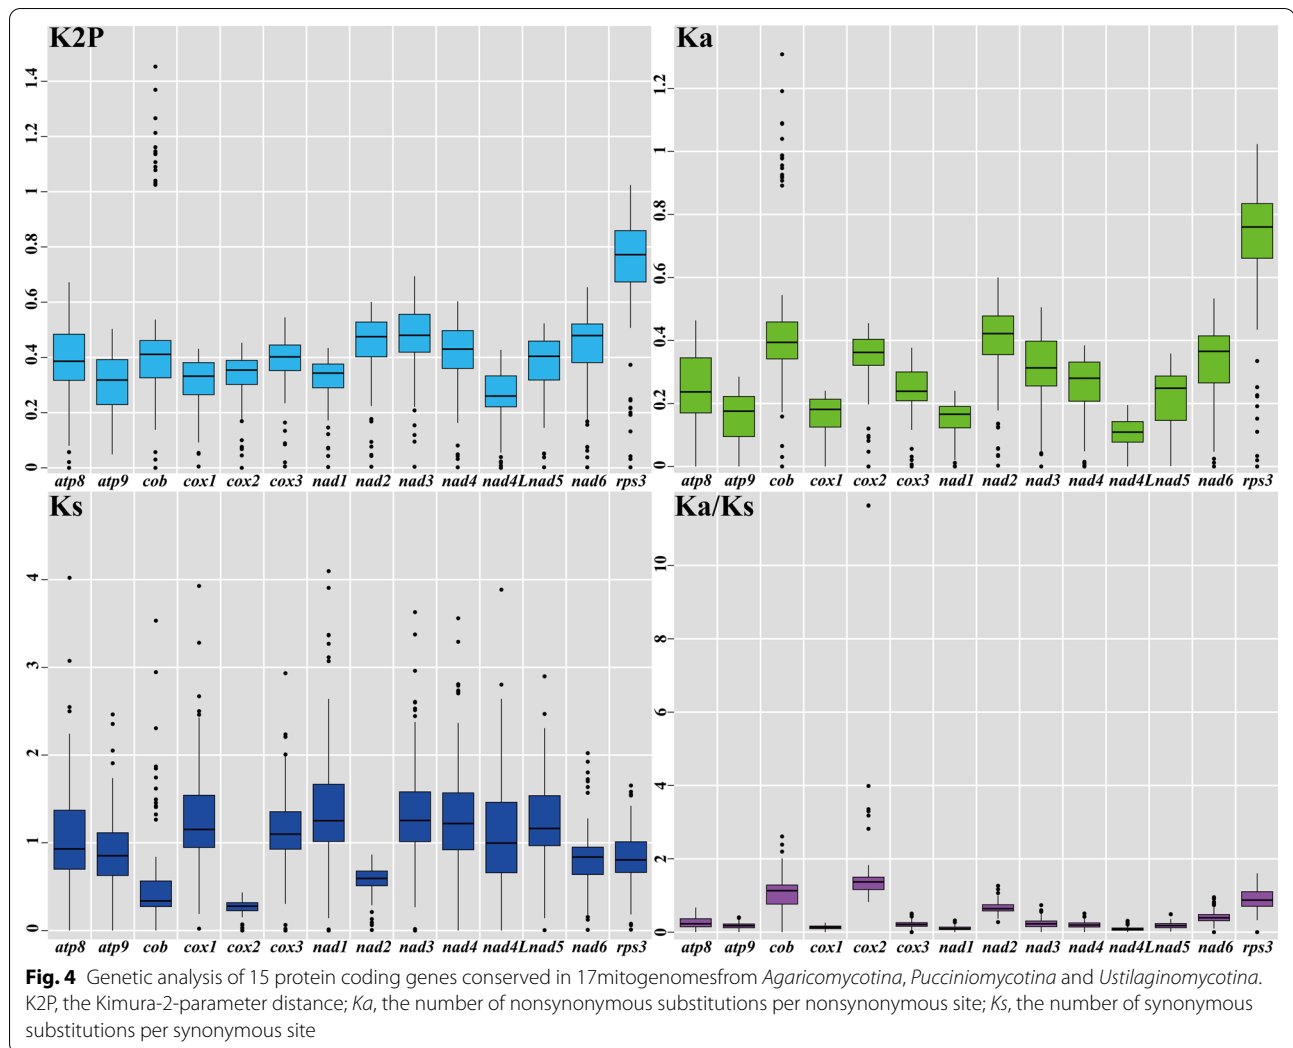 K2P
1.4
1.2
1
0.8
0.6
0.4
0.2
0
atp8 atp9 cob cox1 cox2 cox3 nad1 nad2 nad3 nad4 nad4L nad5 nad6 rps3
Ka
1.2
1
0.8
0.6
0.4
0.2
0
atp8 atp9 cob cox1 cox2 cox3 nad1 nad2 nad3 nad4 nad4L nad5 nad6 rps3
Ks
4
3
2
1
0
atp8 atp9 cob cox1 cox2 cox3 nad1 nad2 nad3 nad4 nad4L nad5 nad6 rps3
Ka/Ks
10
8
6
4
2
0
atp8 atp9 cob cox1 cox2 cox3 nad1 nad2 nad3 nad4 nad4L nad5 nad6 rps3
Fig. 4 Genetic analysis of 15 protein coding genes conserved in 17mitogenomesfrom Agaricomycotina, Pucciniomycotina and Ustilaginomycotina.
K2P, the Kimura-2-parameter distance; Ka, the number of nonsynonymous substitutions per nonsynonymous site; Ks, the number of synonymous
substitutions per synonymous site